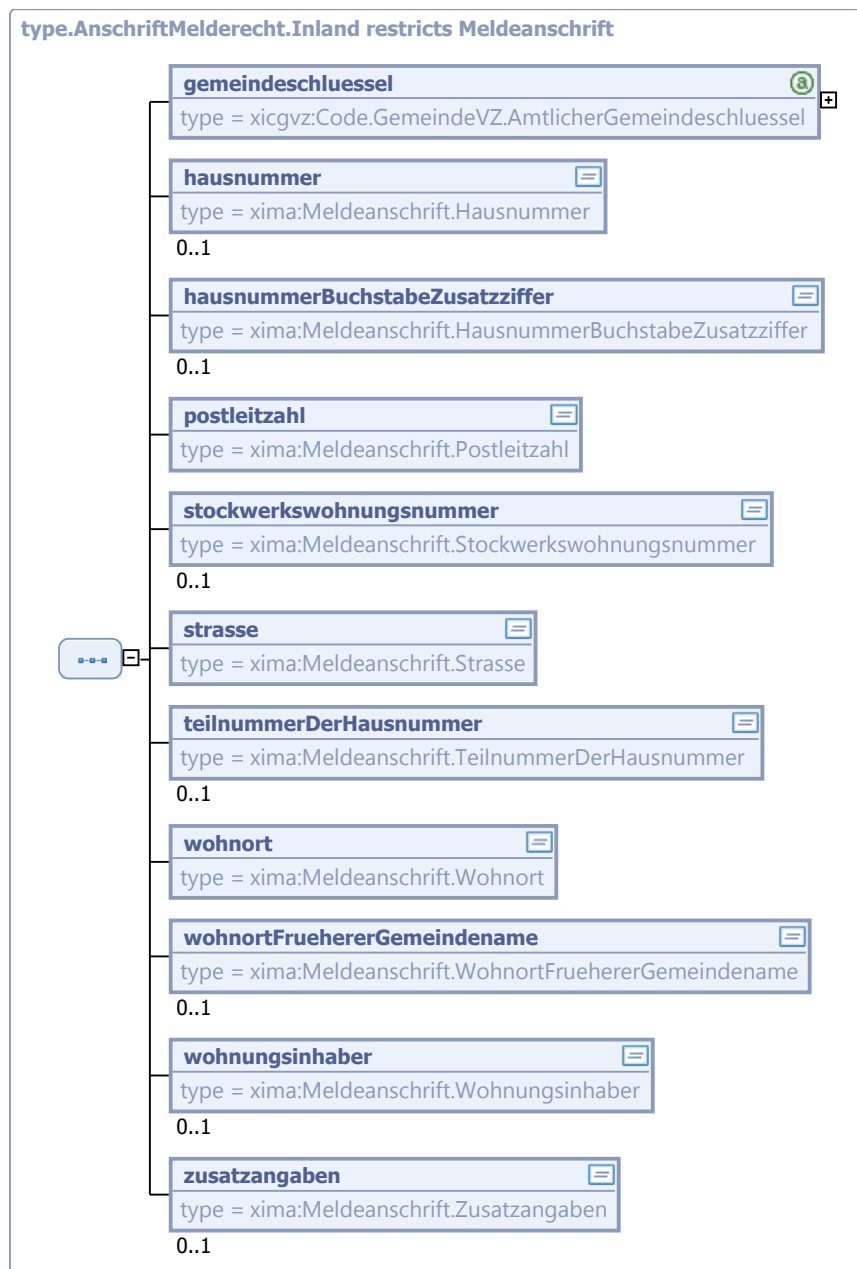 type.AnschriftMelderecht.Inland restricts Meldeanschrift
gemeindeschluessel
type = xicgvz:Code.GemeindeVZ.AmtlicherGemeindeschluessel
hausnummer
type = xima:Meldeanschrift.Hausnummer
0..1
hausnummerBuchstabeZusatzziffer
type = xima:Meldeanschrift.HausnummerBuchstabeZusatzziffer
0..1
postleitzahl
type = xima:Meldeanschrift.Postleitzahl
stockwerkswohnungsnummer
type = xima:Meldeanschrift.Stockwerkswohnungsnummer
0..1
strasse
type = xima:Meldeanschrift.Strasse
teilnummerDerHausnummer
type = xima:Meldeanschrift.TeilnummerDerHausnummer
0..1
wohnort
type = xima:Meldeanschrift.Wohnort
wohnortFruehererGemeindename
type = xima:Meldeanschrift.WohnortFruehererGemeindename
0..1
wohnungsinhaber
type = xima:Meldeanschrift.Wohnungsinhaber
0..1
zusatzangaben
type = xima:Meldeanschrift.Zusatzangaben
0..1